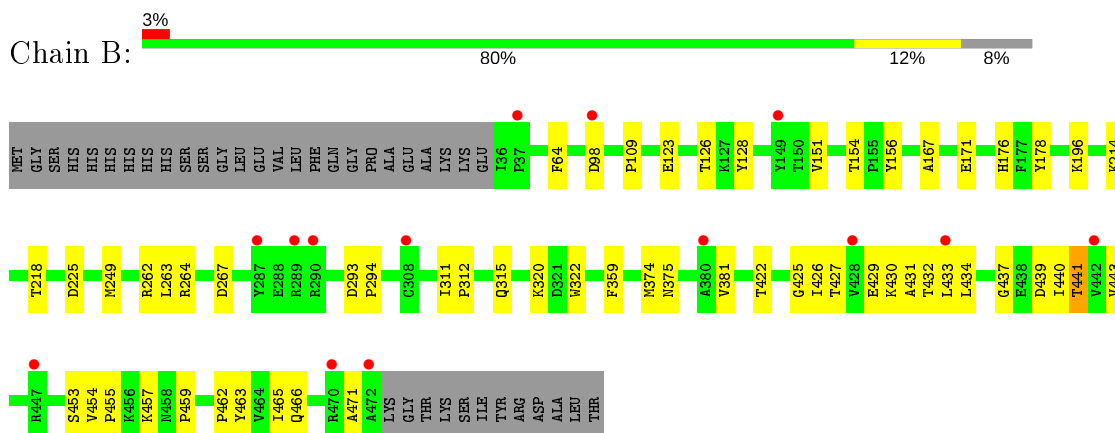 3%
Chain B:
80% 12% 8%
MET GLY SER HIS HIS HIS HIS HIS HIS SER SER GLY LEU GLU VAL LEU PHE GLN GLY PRO ALA GLU ALA LYS LYS GLU I36 P37 F64 D98 P109 E123 T126 K127 Y128 Y149 T150 V151 T154 P155 Y156 A167 E171 H176 F177 Y178 K196
T218 D225 M249 R262 L263 R264 D267 Y287 E288 R289 R290 D293 P294 C308 I311 P312 Q315 K320 D321 W322 F359 M374 N375 A380 V381 T422 G425 I426 T427 V428 E429 K430 A431 T432 L433 L434 G437 E438 D439 I440 T441 V442
R447 S453 V454 P455 K456 K457 N458 P459 P462 Y463 V464 I465 Q466 R470 A471 A472 LYS GLY THR LYS SER ILE TYR ARG ASP ALA LEU THR